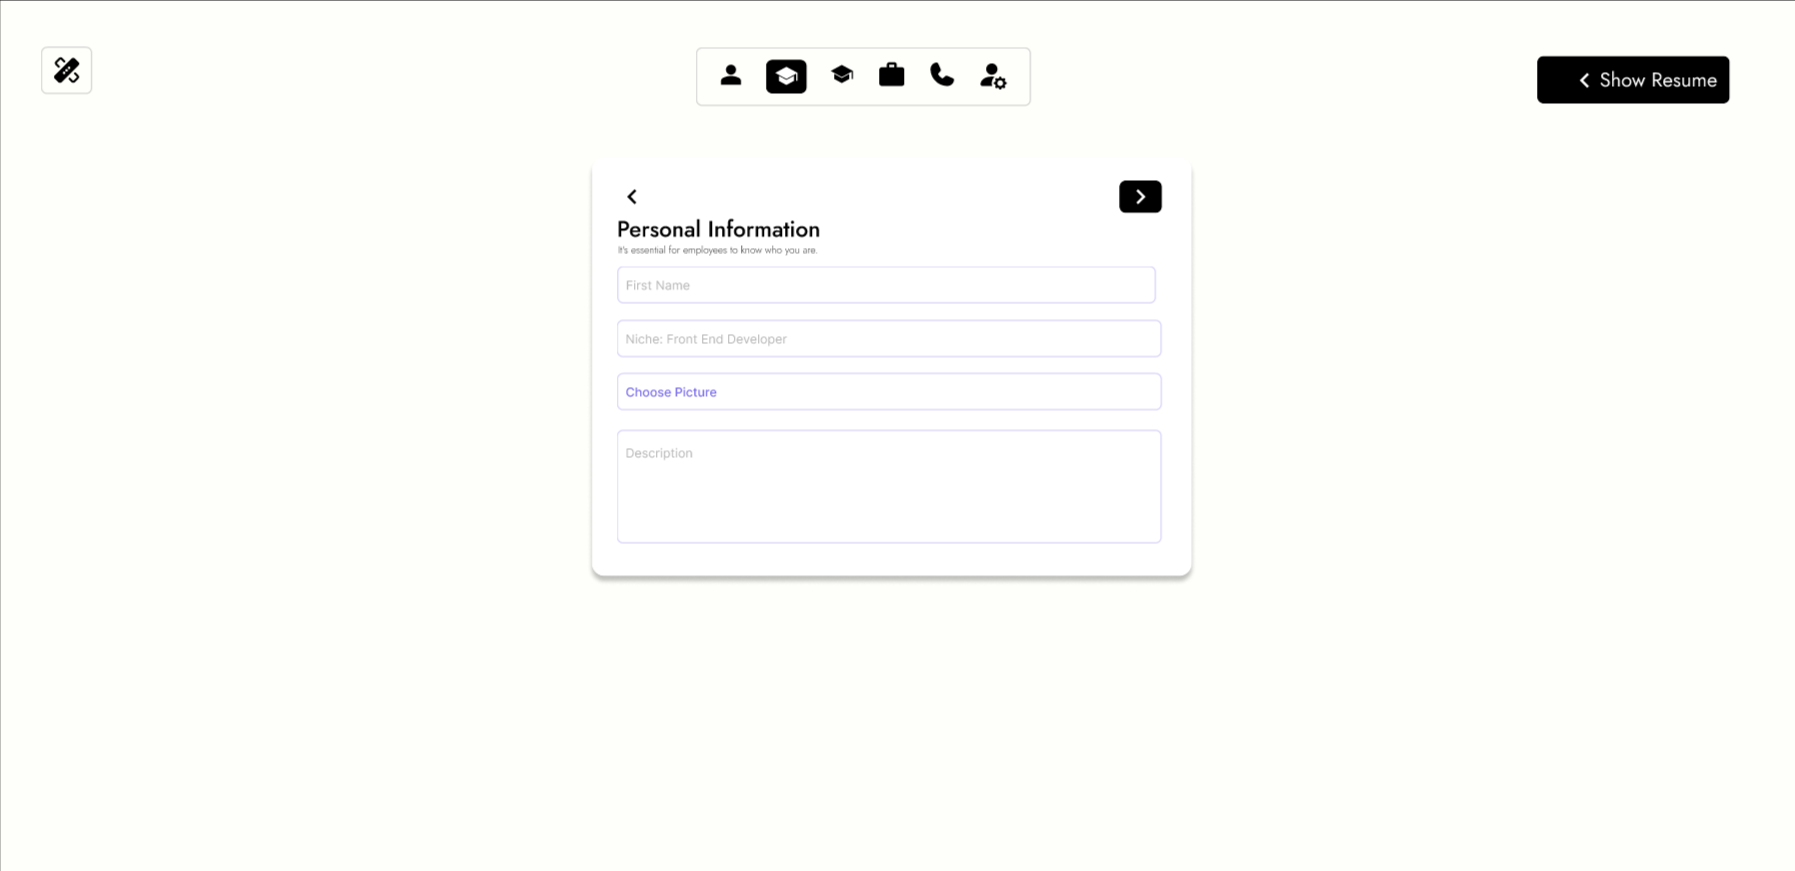 Show Resume
Personal Information
It's essential for employees to know who you are.
First Name
Niche: Front End Developer
Choose Picture
Description